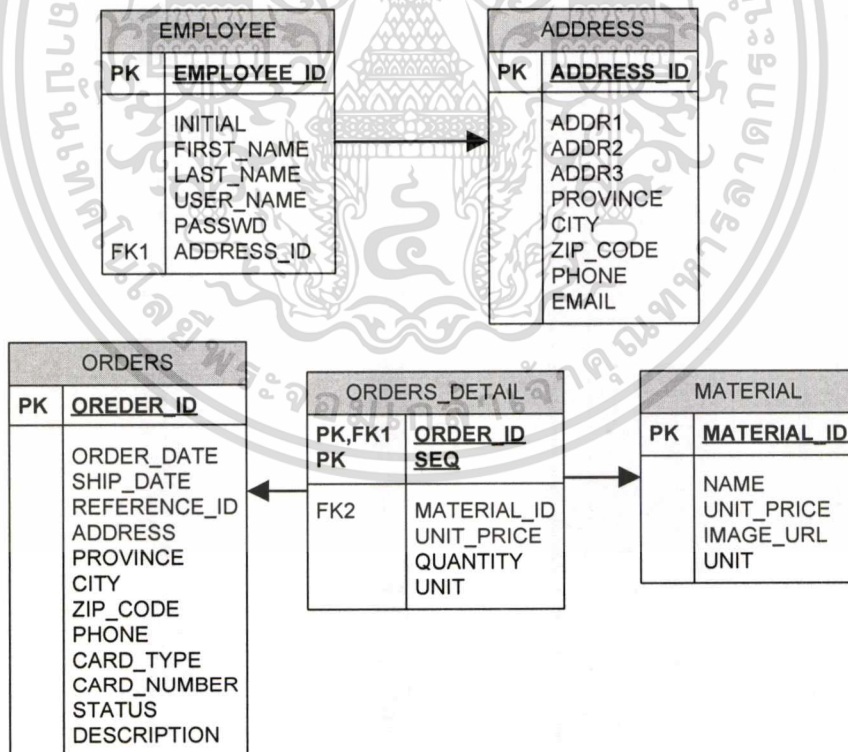 EMPLOYEE
PK EMPLOYEE_ID
INITIAL
FIRST_NAME
LAST_NAME
USER_NAME
PASSWD
FK1 ADDRESS_ID
ADDRESS
PK ADDRESS_ID
ADDR1
ADDR2
ADDR3
PROVINCE
CITY
ZIP_CODE
PHONE
EMAIL
ORDERS
PK OREDER_ID
ORDER_DATE
SHIP_DATE
REFERENCE_ID
ADDRESS
PROVINCE
CITY
ZIP_CODE
PHONE
CARD_TYPE
CARD_NUMBER
STATUS
DESCRIPTION
ORDERS_DETAIL
PK,FK1 ORDER_ID
PK SEQ
FK2 MATERIAL_ID
UNIT_PRICE
QUANTITY
UNIT
MATERIAL
PK MATERIAL_ID
NAME
UNIT_PRICE
IMAGE_URL
UNIT